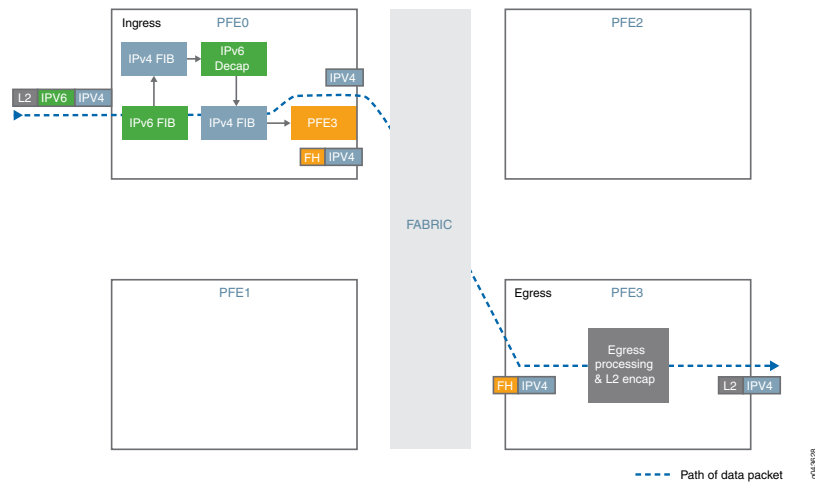 Ingress
PFE0
PFE2
IPv4 FIB
IPv6
Decap
IPV4
L2 IPV6 IPV4
IPv6 FIB
IPv4 FIB
PFE3
FH IPV4
FABRIC
PFE1
Egress
PFE3
Egress
processing
& L2 encap
FH IPV4
L2 IPV4
Path of data packet
g043628